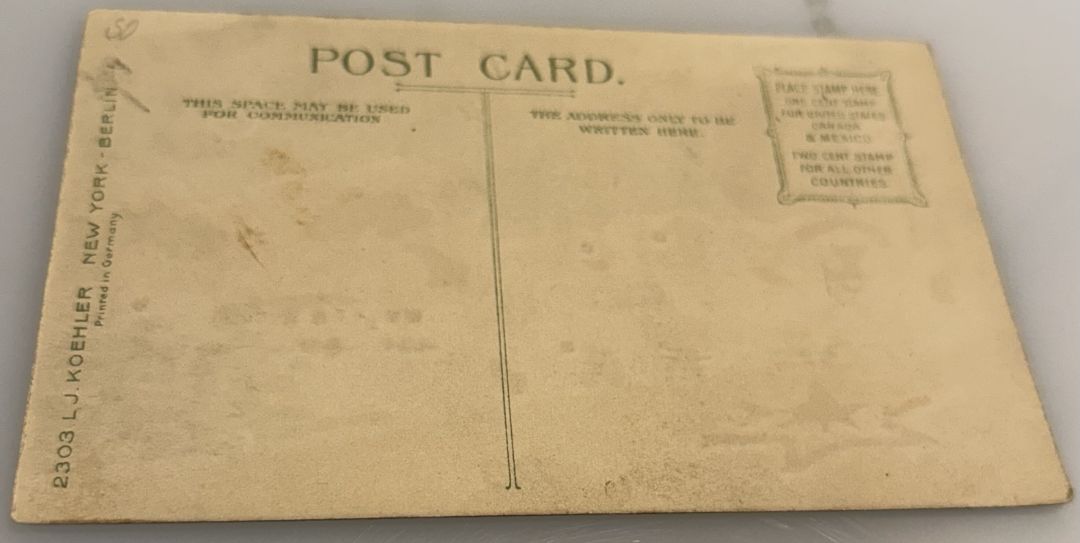 50
POST CARD.
THIS SPACE MAY BE USED
FOR COMMUNICATION
THE ADDRESS ONLY TO BE
WRITTEN HERE.
PLACE STAMP HERE
ONE CENT STAMP
FOR UNITED STATES
CANADA
& MEXICO
TWO CENT STAMP
FOR ALL OTHER
COUNTRIES
2303 L.J. KOEHLER NEW YORK - BERLIN
Printed in Germany